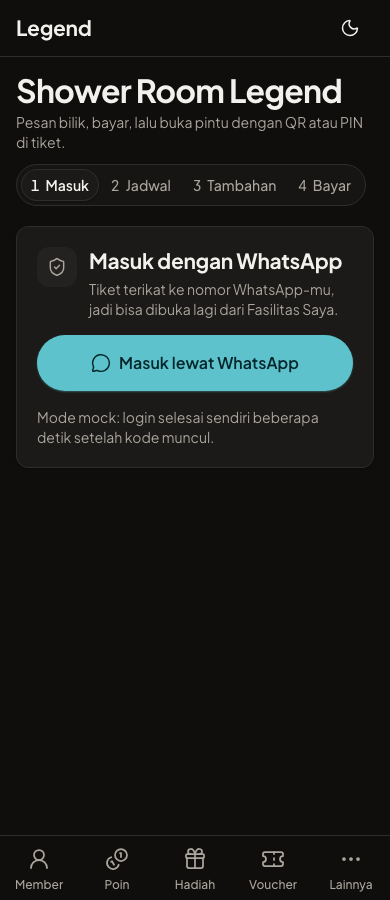 Legend
Shower Room Legend
Pesan bilik, bayar, lalu buka pintu dengan QR atau PIN
di tiket.
1 Masuk 2 Jadwal 3 Tambahan 4 Bayar
Masuk dengan WhatsApp
Tiket terikat ke nomor WhatsApp-mu,
jadi bisa dibuka lagi dari Fasilitas Saya.
Masuk lewat WhatsApp
Mode mock: login selesai sendiri beberapa
detik setelah kode muncul.
Member Poin Hadiah Voucher Lainnya